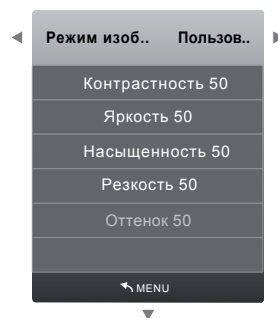 Режим изоб.. Пользов..
Контрастность 50
Яркость 50
Насыщенность 50
Резкость 50
Оттенок 50
MENU